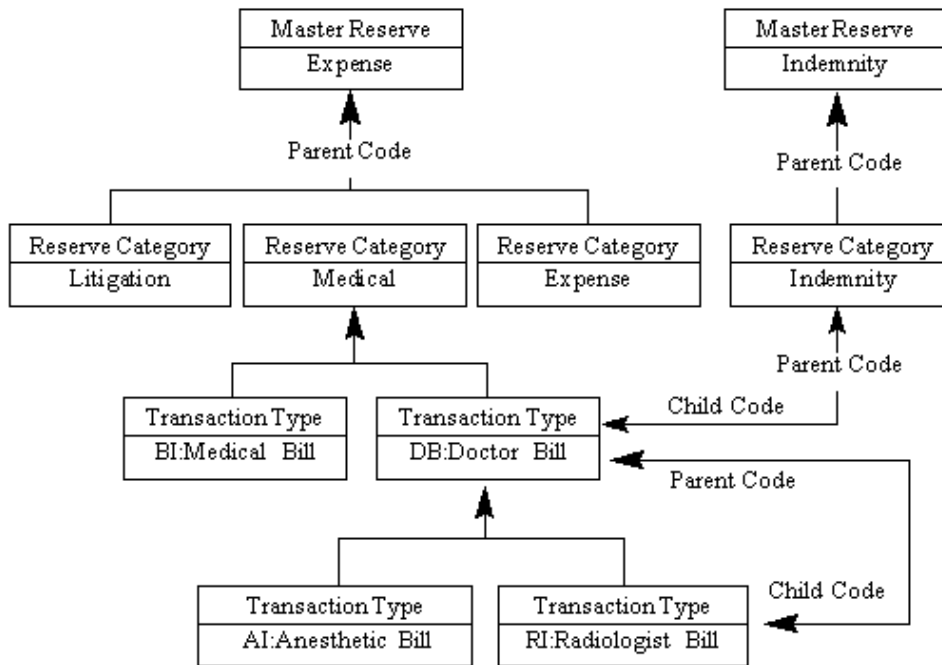 Master Reserve
Expense
Master Reserve
Indemnity
Parent Code
Parent Code
Reserve Category
Litigation
Reserve Category
Medical
Reserve Category
Expense
Reserve Category
Indemnity
Parent Code
Child Code
Transaction Type
BI:Medical Bill
Transaction Type
DB:Doctor Bill
Parent Code
Child Code
Transaction Type
AI:Anesthetic Bill
Transaction Type
RI:Radiologist Bill